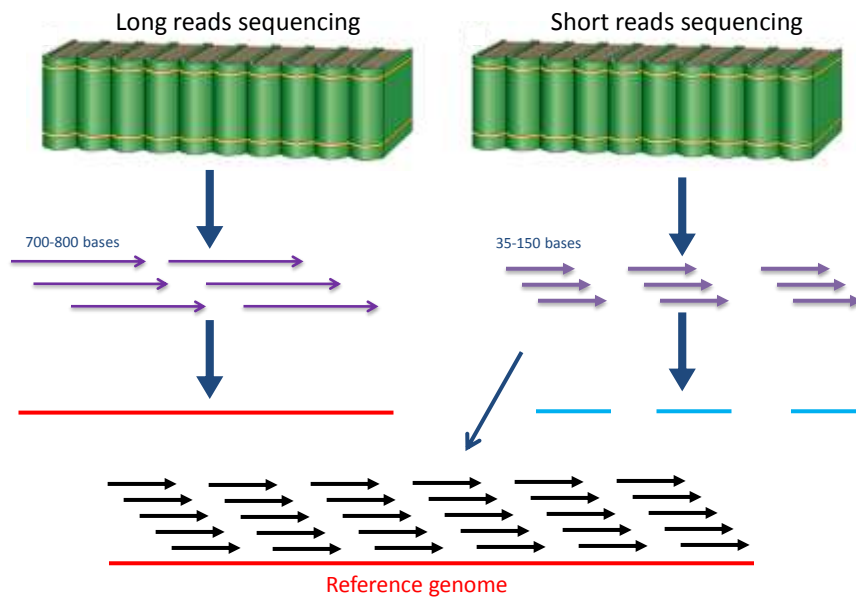 Long reads sequencing
Short reads sequencing
700-800 bases
35-150 bases
Reference genome